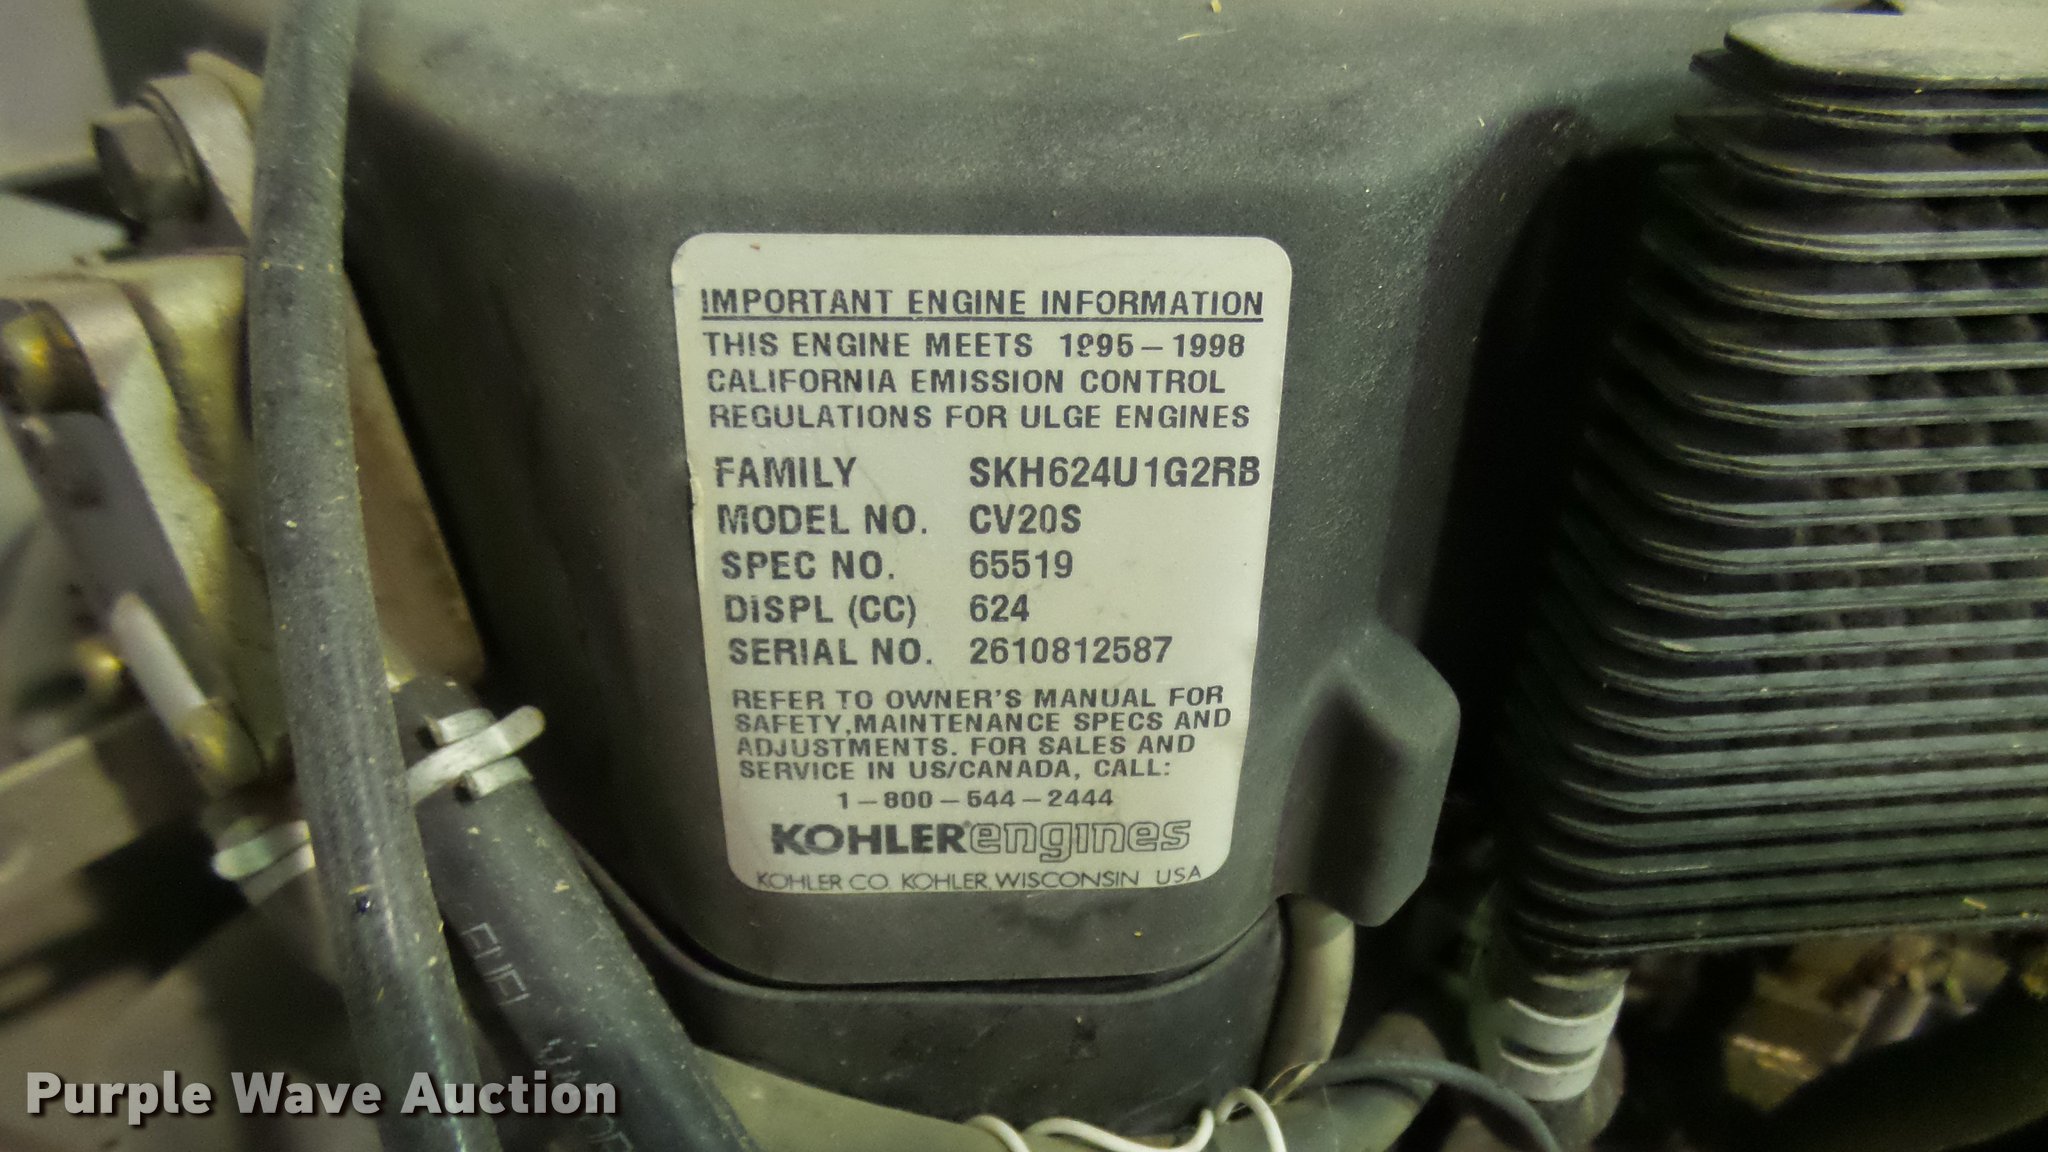 IMPORTANT ENGINE INFORMATION
THIS ENGINE MEETS 1995-1998
CALIFORNIA EMISSION CONTROL
REGULATIONS FOR ULGE ENGINES
FAMILY SKH624U1G2RB
MODEL NO. CV20S
SPEC NO. 65519
DISPL (CC) 624
SERIAL NO. 2610812587
REFER TO OWNER'S MANUAL FOR
SAFETY, MAINTENANCE SPECS AND
ADJUSTMENTS. FOR SALES AND
SERVICE IN US/CANADA, CALL:
1-800-544-2444
KOHLER engines
KOHLER CO. KOHLER, WISCONSIN USA
Purple Wave Auction